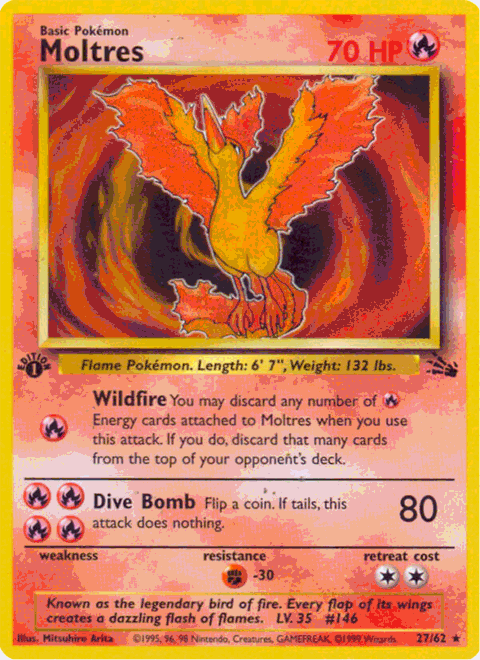 Basic Pokémon
Moltres 70 HP
EDITION
1
Flame Pokémon. Length: 6' 7", Weight: 132 lbs.
Wildfire You may discard any number of
Energy cards attached to Moltres when you use
this attack. If you do, discard that many cards
from the top of your opponent's deck.
Dive Bomb Flip a coin. If tails, this
attack does nothing.
80
weakness resistance retreat cost
-30
Known as the legendary bird of fire. Every flap of its wings
creates a dazzling flash of flames. LV. 35 #146
Illus. Mitsuhiro Arita ©1995, 96, 98 Nintendo, Creatures, GAMEFREAK. ©1999 Wizards. 27/62 ★